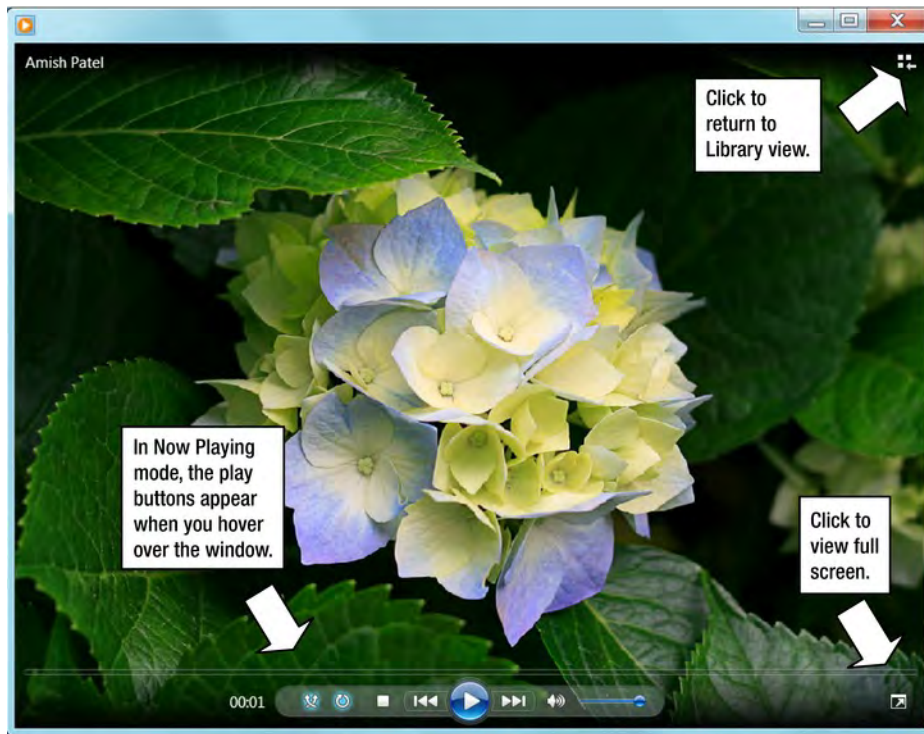 Amish Patel
Click to
return to
Library view.
In Now Playing
mode, the play
buttons appear
when you hover
over the window.
Click to
view full
screen.
00:01